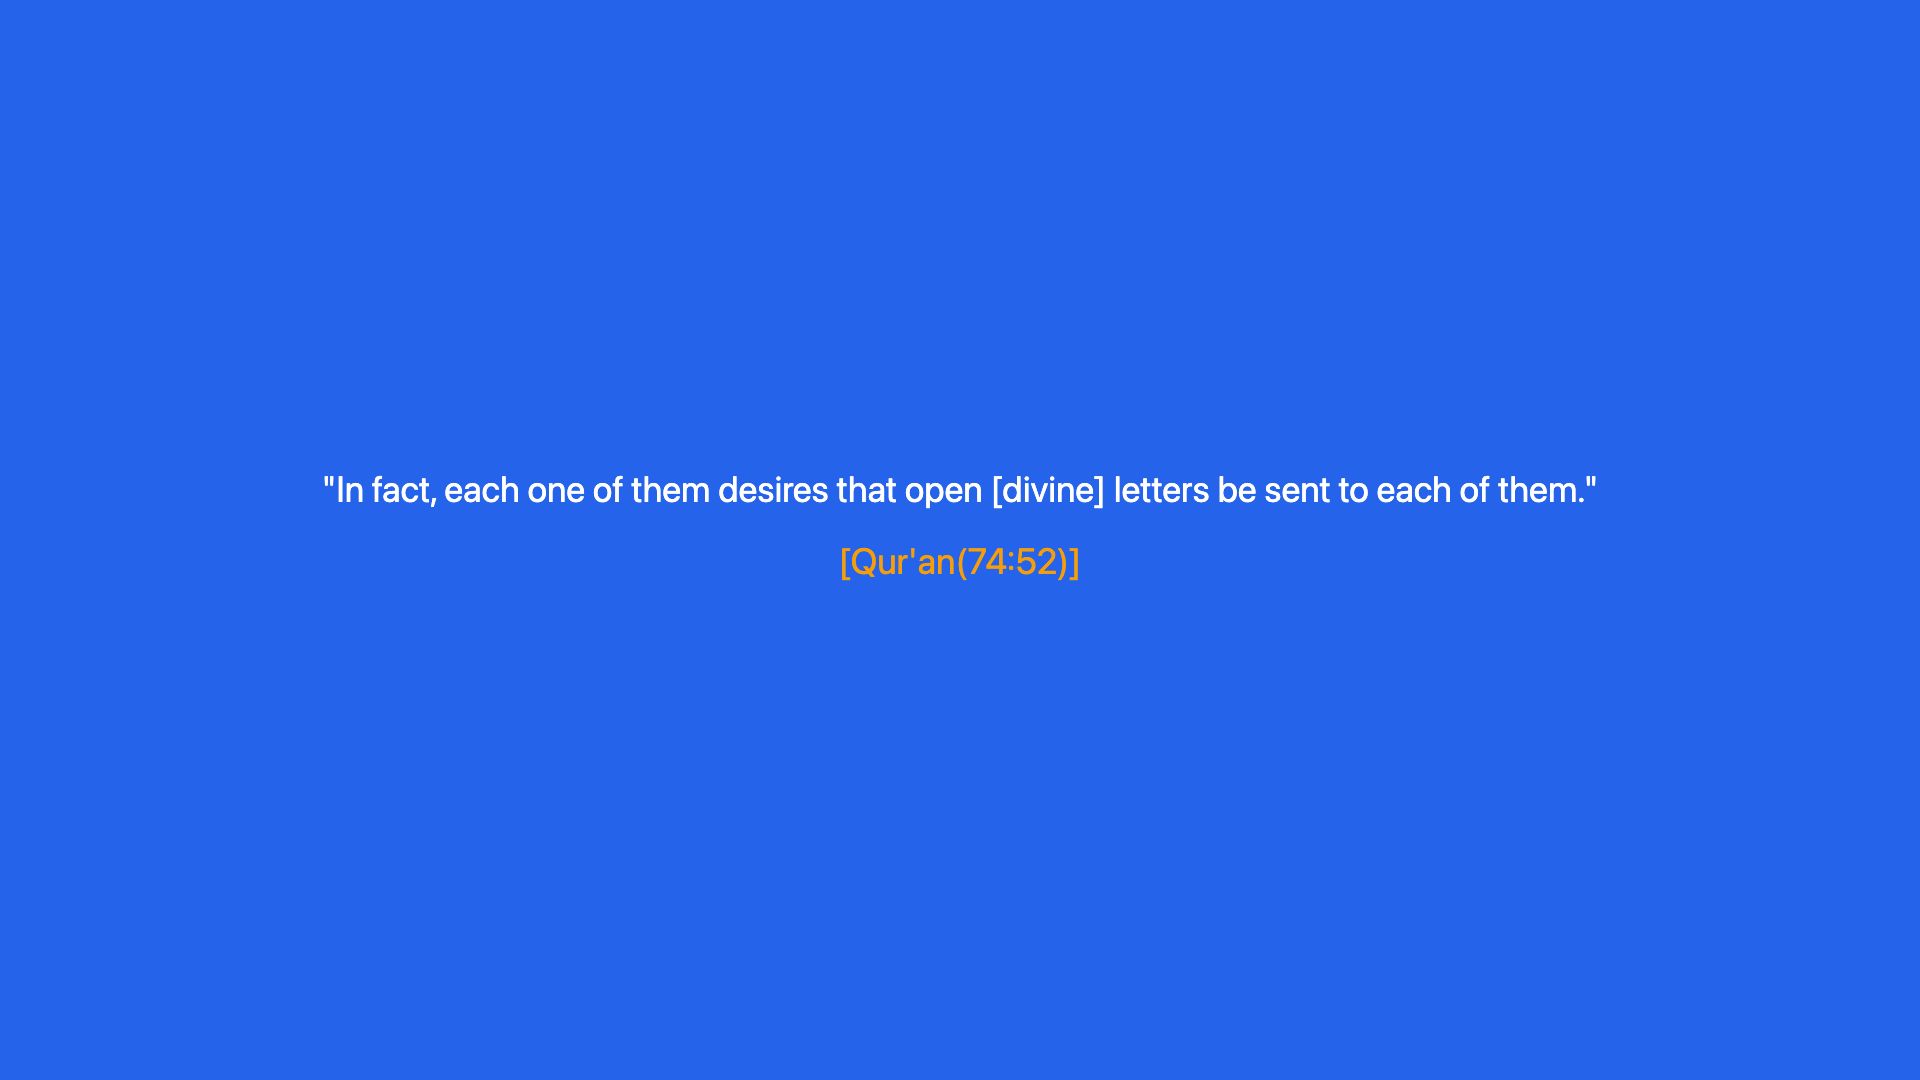 "In fact, each one of them desires that open [divine] letters be sent to each of them."
[Qur'an(74:52)]